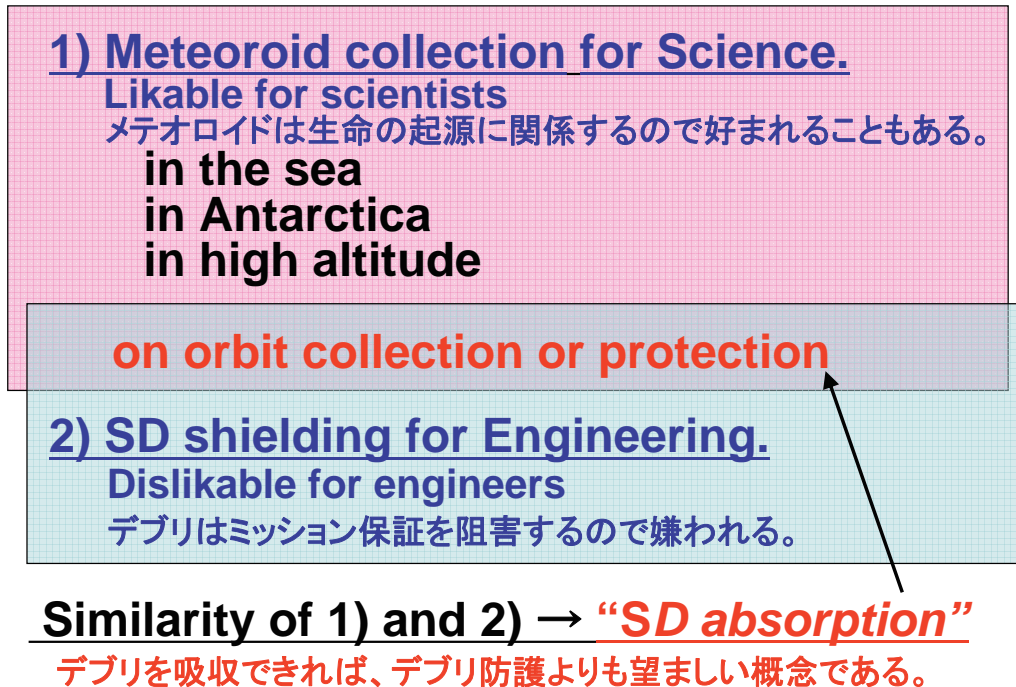 1) Meteoroid collection for Science.
Likable for scientists
メテオロイドは生命の起源に関係するので好まれることもある。
in the sea
in Antarctica
in high altitude
on orbit collection or protection
2) SD shielding for Engineering.
Dislikable for engineers
デブリはミッション保証を阻害するので嫌われる。
Similarity of 1) and 2) → “SD absorption”
デブリを吸収できれば、デブリ防護よりも望ましい概念である。